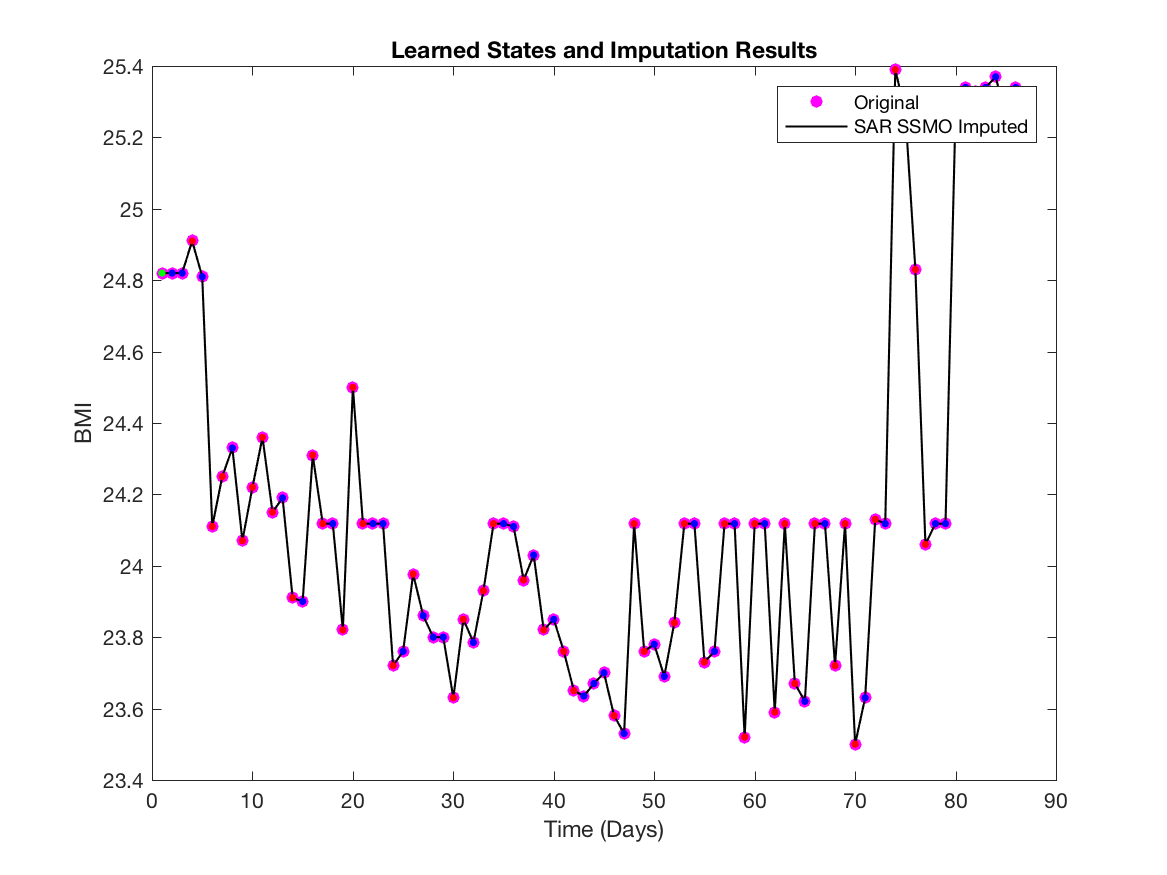 Learned States and Imputation Results
25.4
25.2
25
24.8
24.6
24.4
24.2
24
23.8
23.6
23.4
BMI
Original
SAR SSMO Imputed
0 10 20 30 40 50 60 70 80 90
Time (Days)